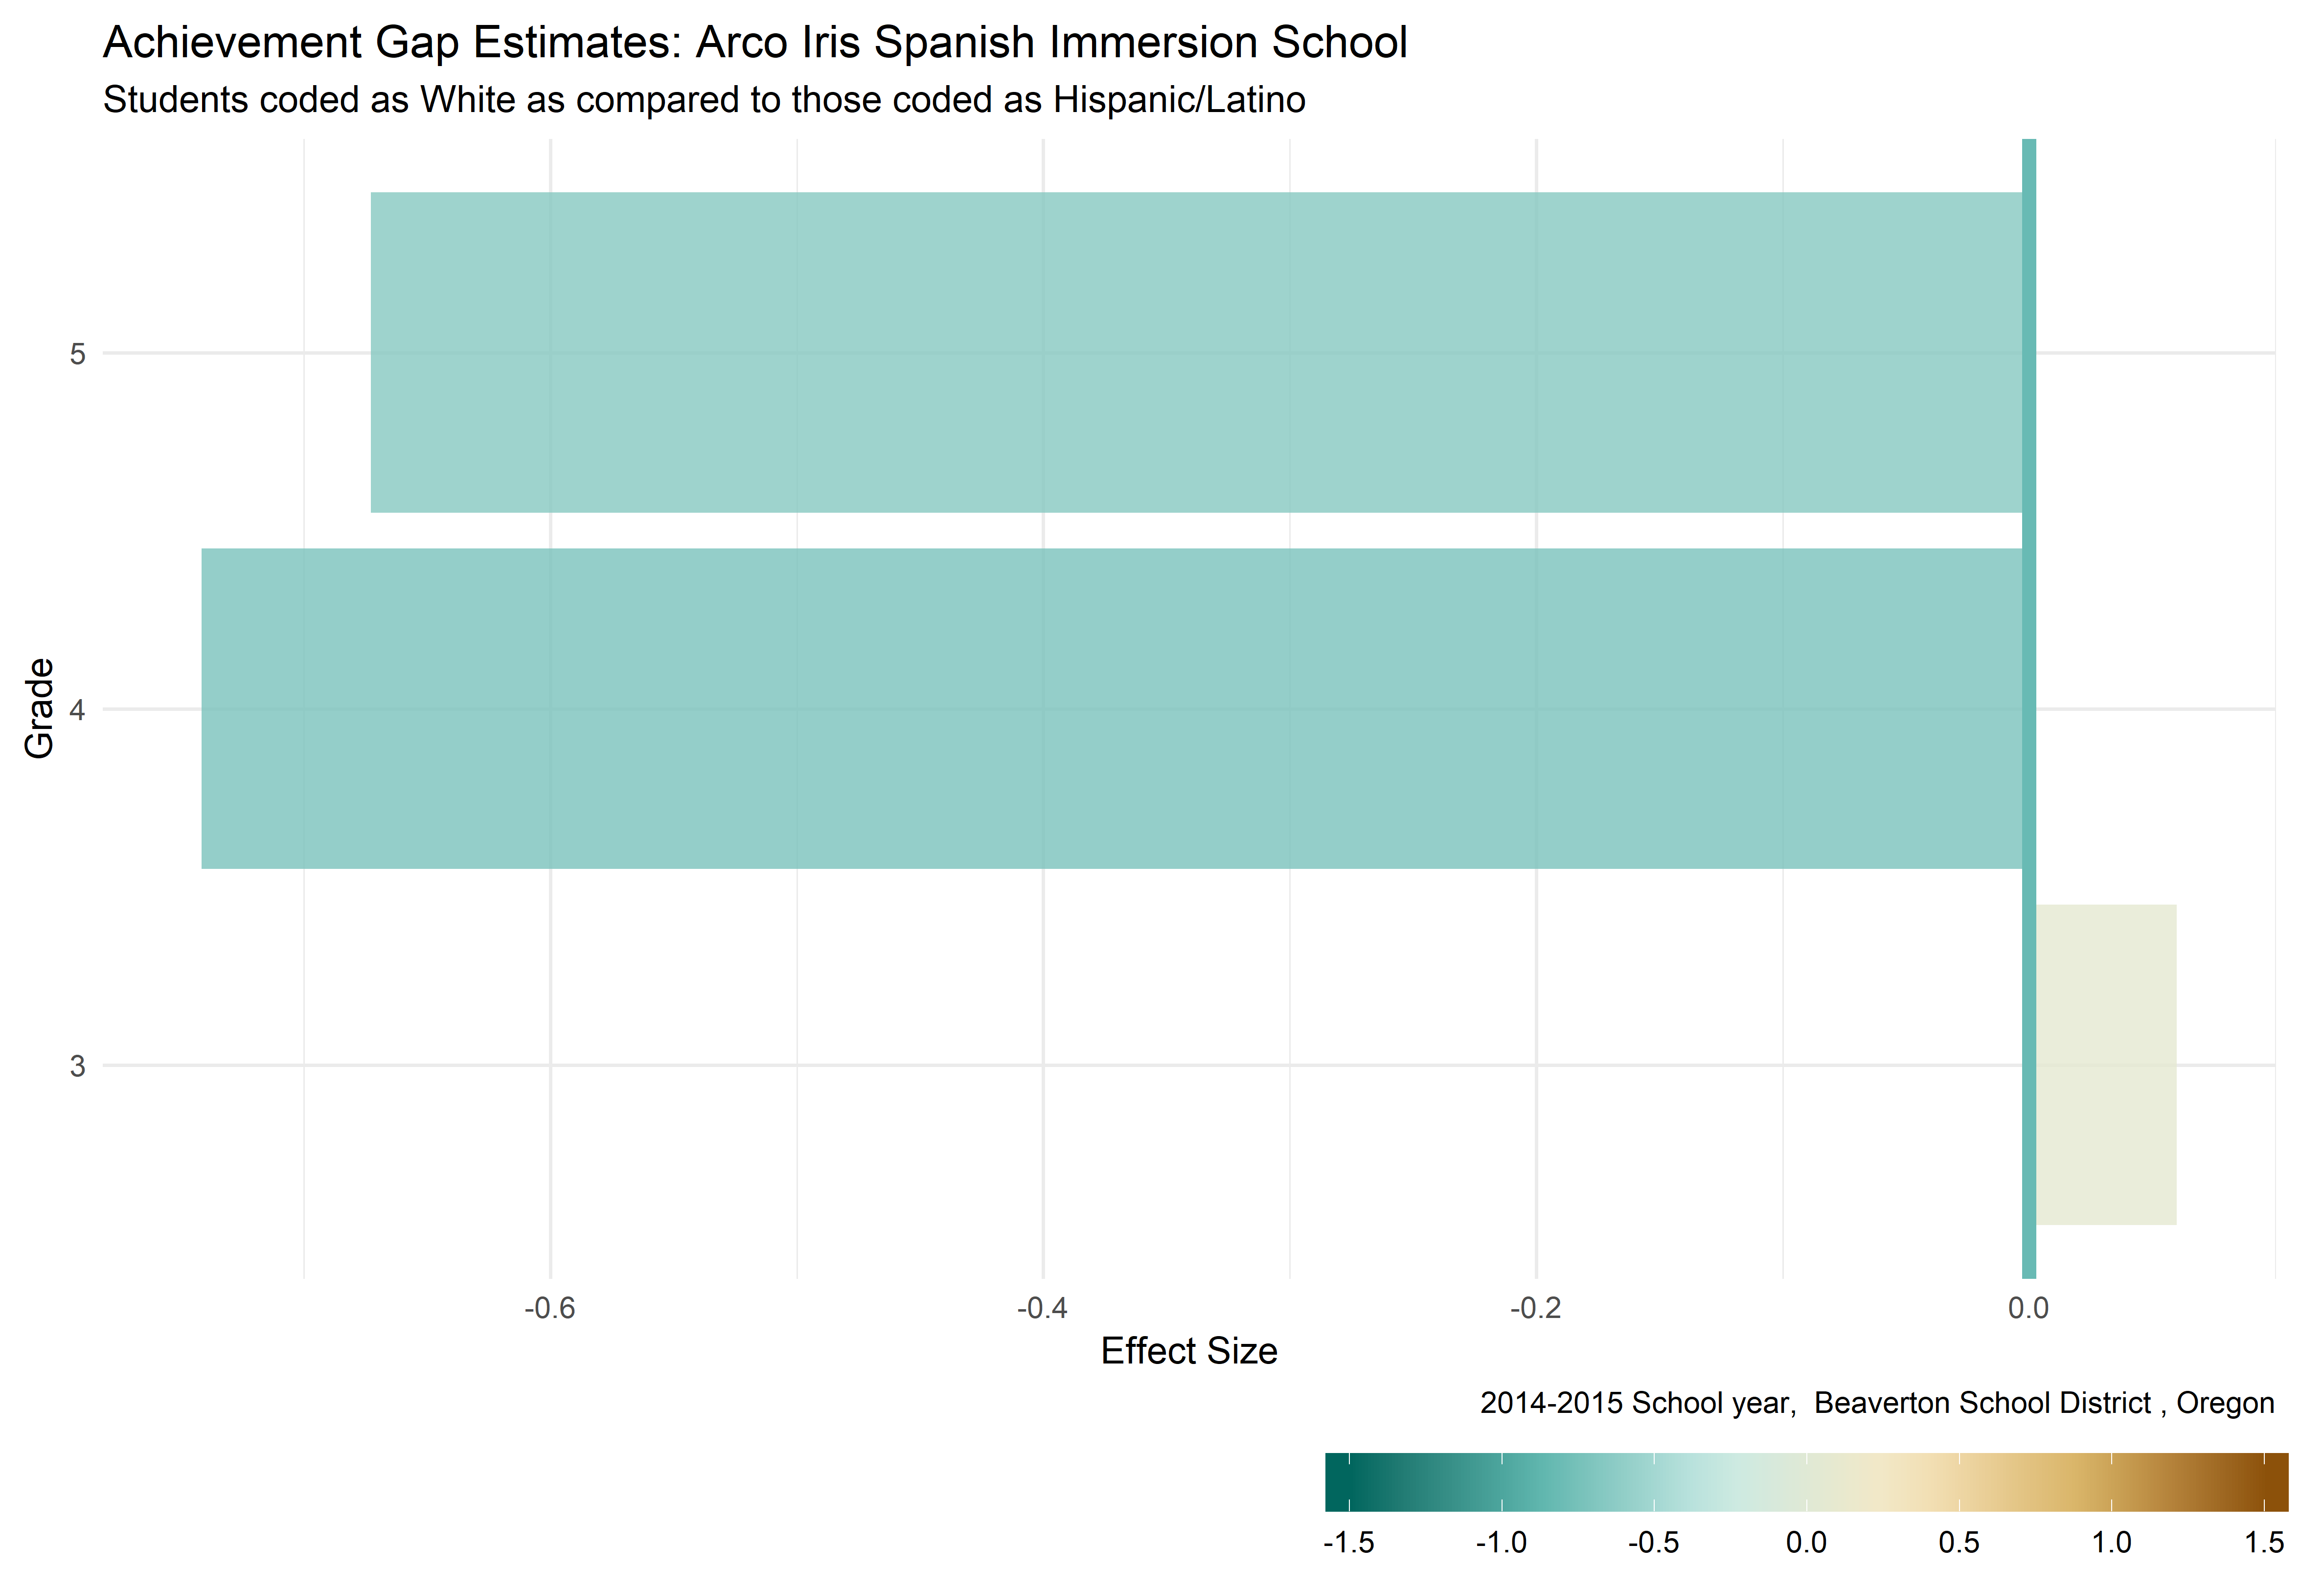 Achievement Gap Estimates: Arco Iris Spanish Immersion School
Students coded as White as compared to those coded as Hispanic/Latino
Grade
5
4
3
-0.6 -0.4 -0.2 0.0
Effect Size
2014-2015 School year,  Beaverton School District , Oregon
-1.5 -1.0 -0.5 0.0 0.5 1.0 1.5